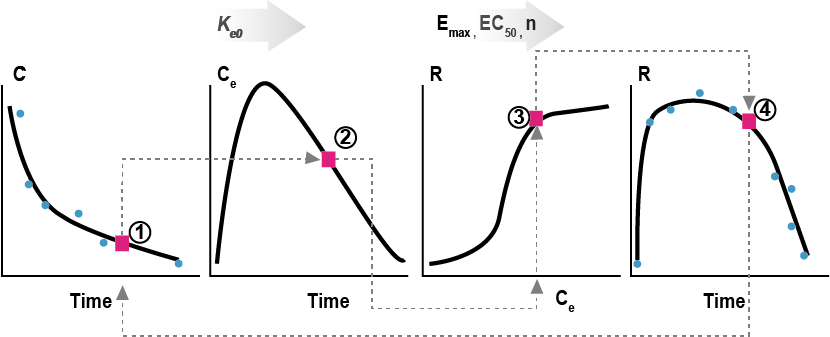 Ke0
Emax, EC50, n
C
Ce
R
R
①
②
③
④
Time
Time
Ce
Time